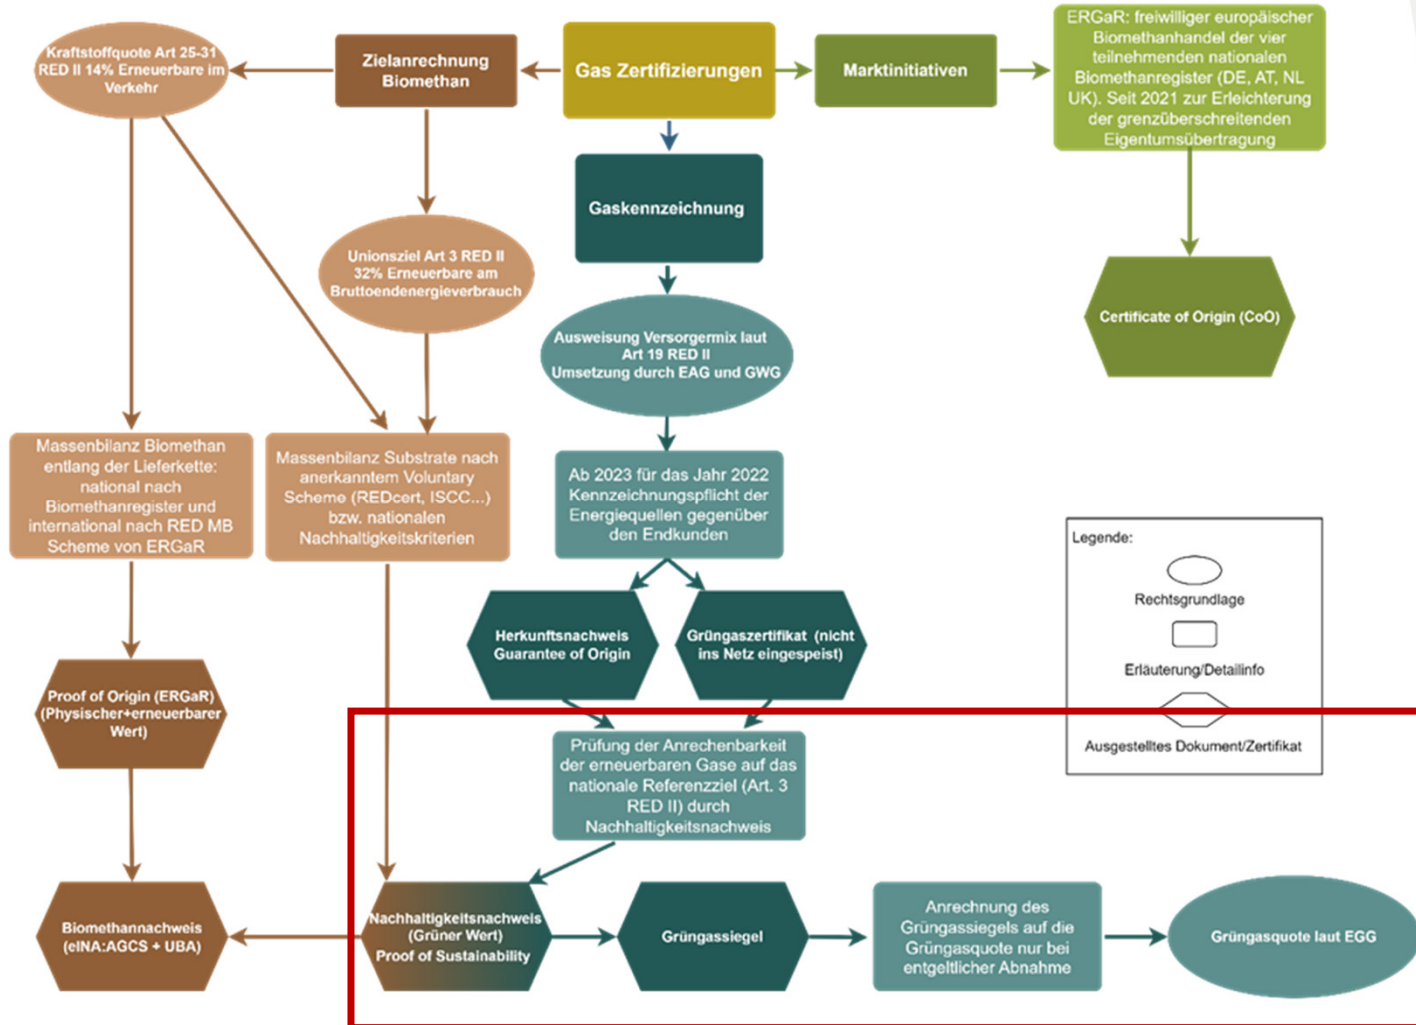 Kraftstoffquote Art 25-31
RED II 14% Erneuerbare im
Verkehr
Zielanrechnung
Biomethan
Gas Zertifizierungen
Marktinitiativen
ERGaR: freiwilliger europäischer
Biomethanhandel der vier
teilnehmenden nationalen
Biomethanregister (DE, AT, NL
UK). Seit 2021 zur Erleichterung
der grenzüberschreitenden
Eigentumsübertragung
Gaskennzeichnung
Unionsziel Art 3 RED II
32% Erneuerbare am
Bruttoendenergieverbrauch
Certificate of Origin (CoO)
Ausweisung Versorgermix laut
Art 19 RED II
Umsetzung durch EAG und GWG
Massenbilanz Biomethan
entlang der Lieferkette:
national nach
Biomethanregister und
international nach RED MB
Scheme von ERGaR
Massenbilanz Substrate nach
anerkanntem Voluntary
Scheme (REDcert, ISCC...)
bzw. nationalen
Nachhaltigkeitskriterien
Ab 2023 für das Jahr 2022
Kennzeichnungspflicht der
Energiequellen gegenüber
den Endkunden
Legende:
Rechtsgrundlage
Erläuterung/Detailinfo
Ausgestelltes Dokument/Zertifikat
Herkunftsnachweis
Guarantee of Origin
Grüngaszertifikat (nicht
ins Netz eingespeist)
Proof of Origin (ERGaR)
(Physischer+erneuerbarer
Wert)
Prüfung der Anrechenbarkeit
der erneuerbaren Gase auf das
nationale Referenzziel (Art. 3
RED II) durch
Nachhaltigkeitsnachweis
Biomethannachweis
(elNA:AGCS + UBA)
Nachhaltigkeitsnachweis
(Grüner Wert)
Proof of Sustainability
Grüngassiegel
Anrechnung des
Grüngassiegels auf die
Grüngasquote nur bei
entgeltlicher Abnahme
Grüngasquote laut EGG